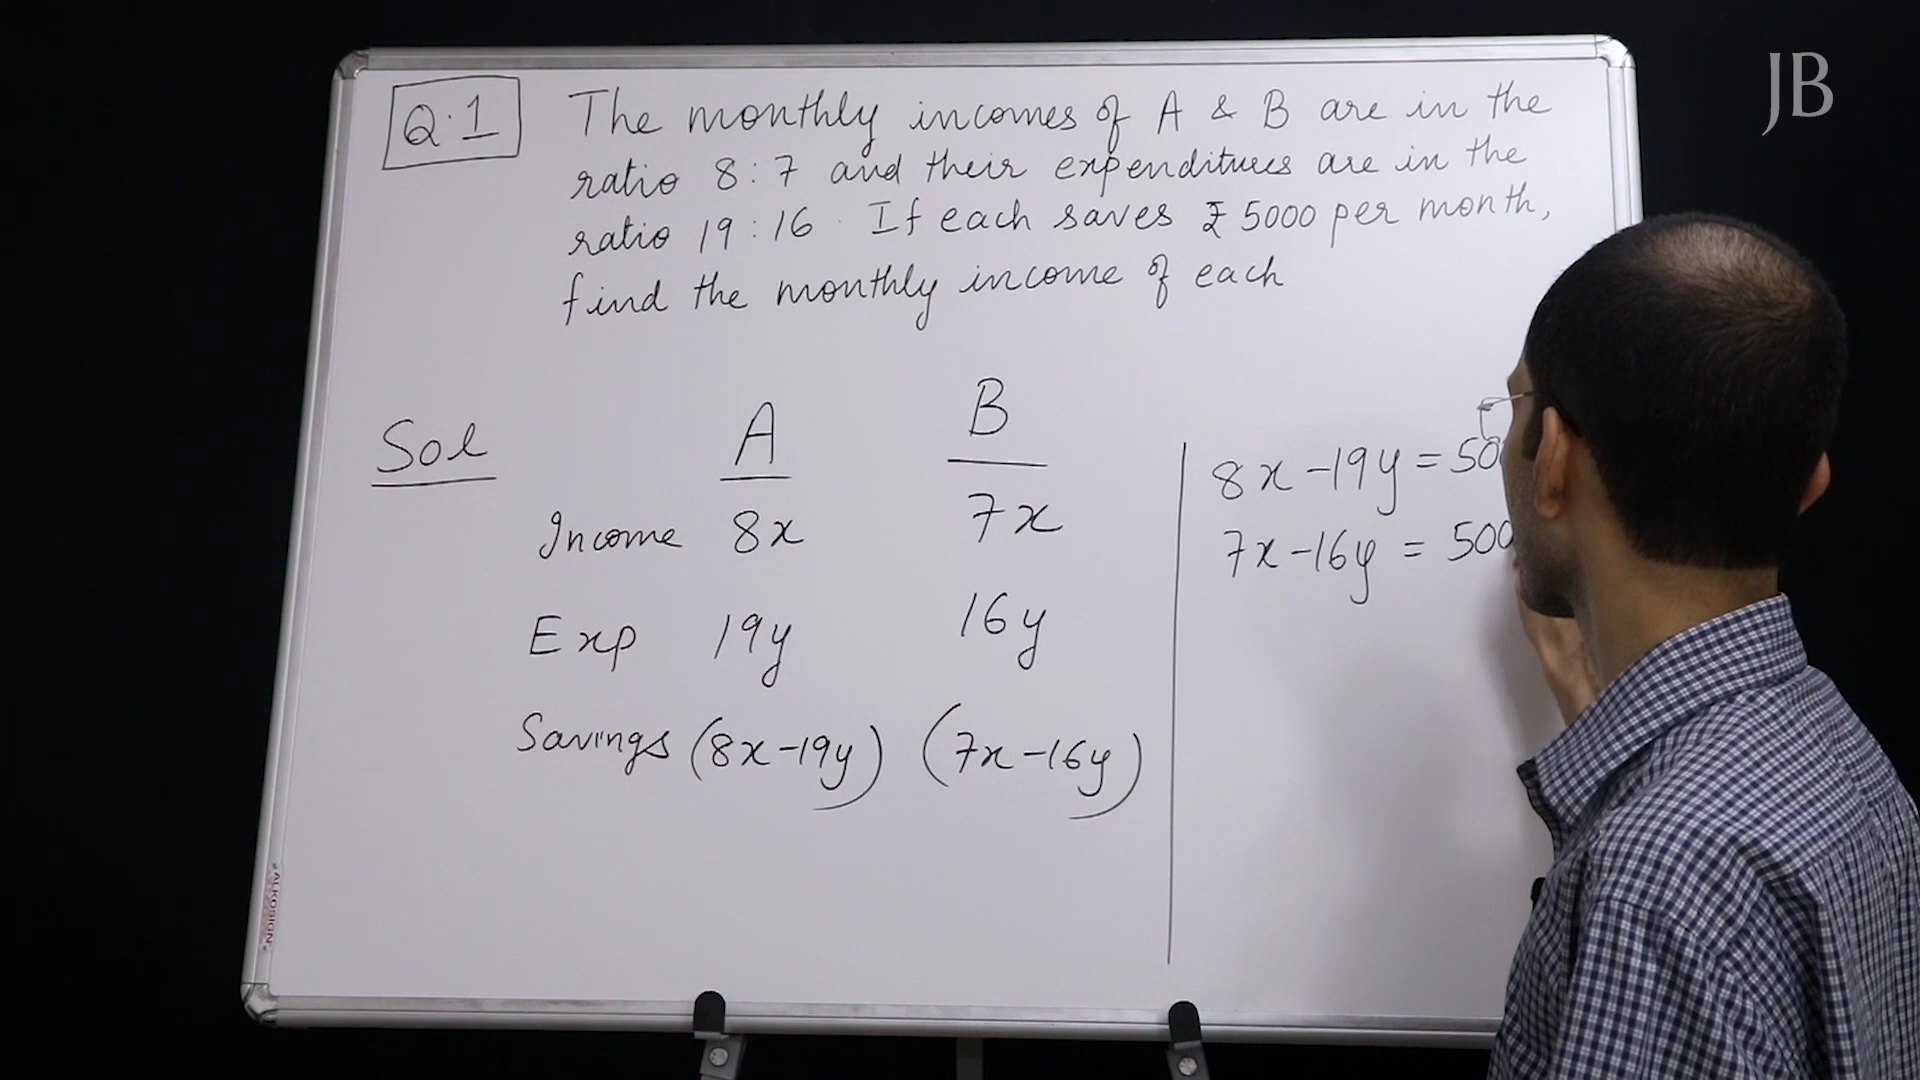 JB
Q.1 The monthly incomes of A & B are in the
ratio 8:7 and their expenditures are in the
ratio 19:16. If each saves ₹ 5000 per month,
find the monthly income of each
Sol
A B
Income 8x 7x
Exp 19y 16y
Savings (8x-19y) (7x-16y)
8x-19y =
7x-16y =
ALKOSIGN